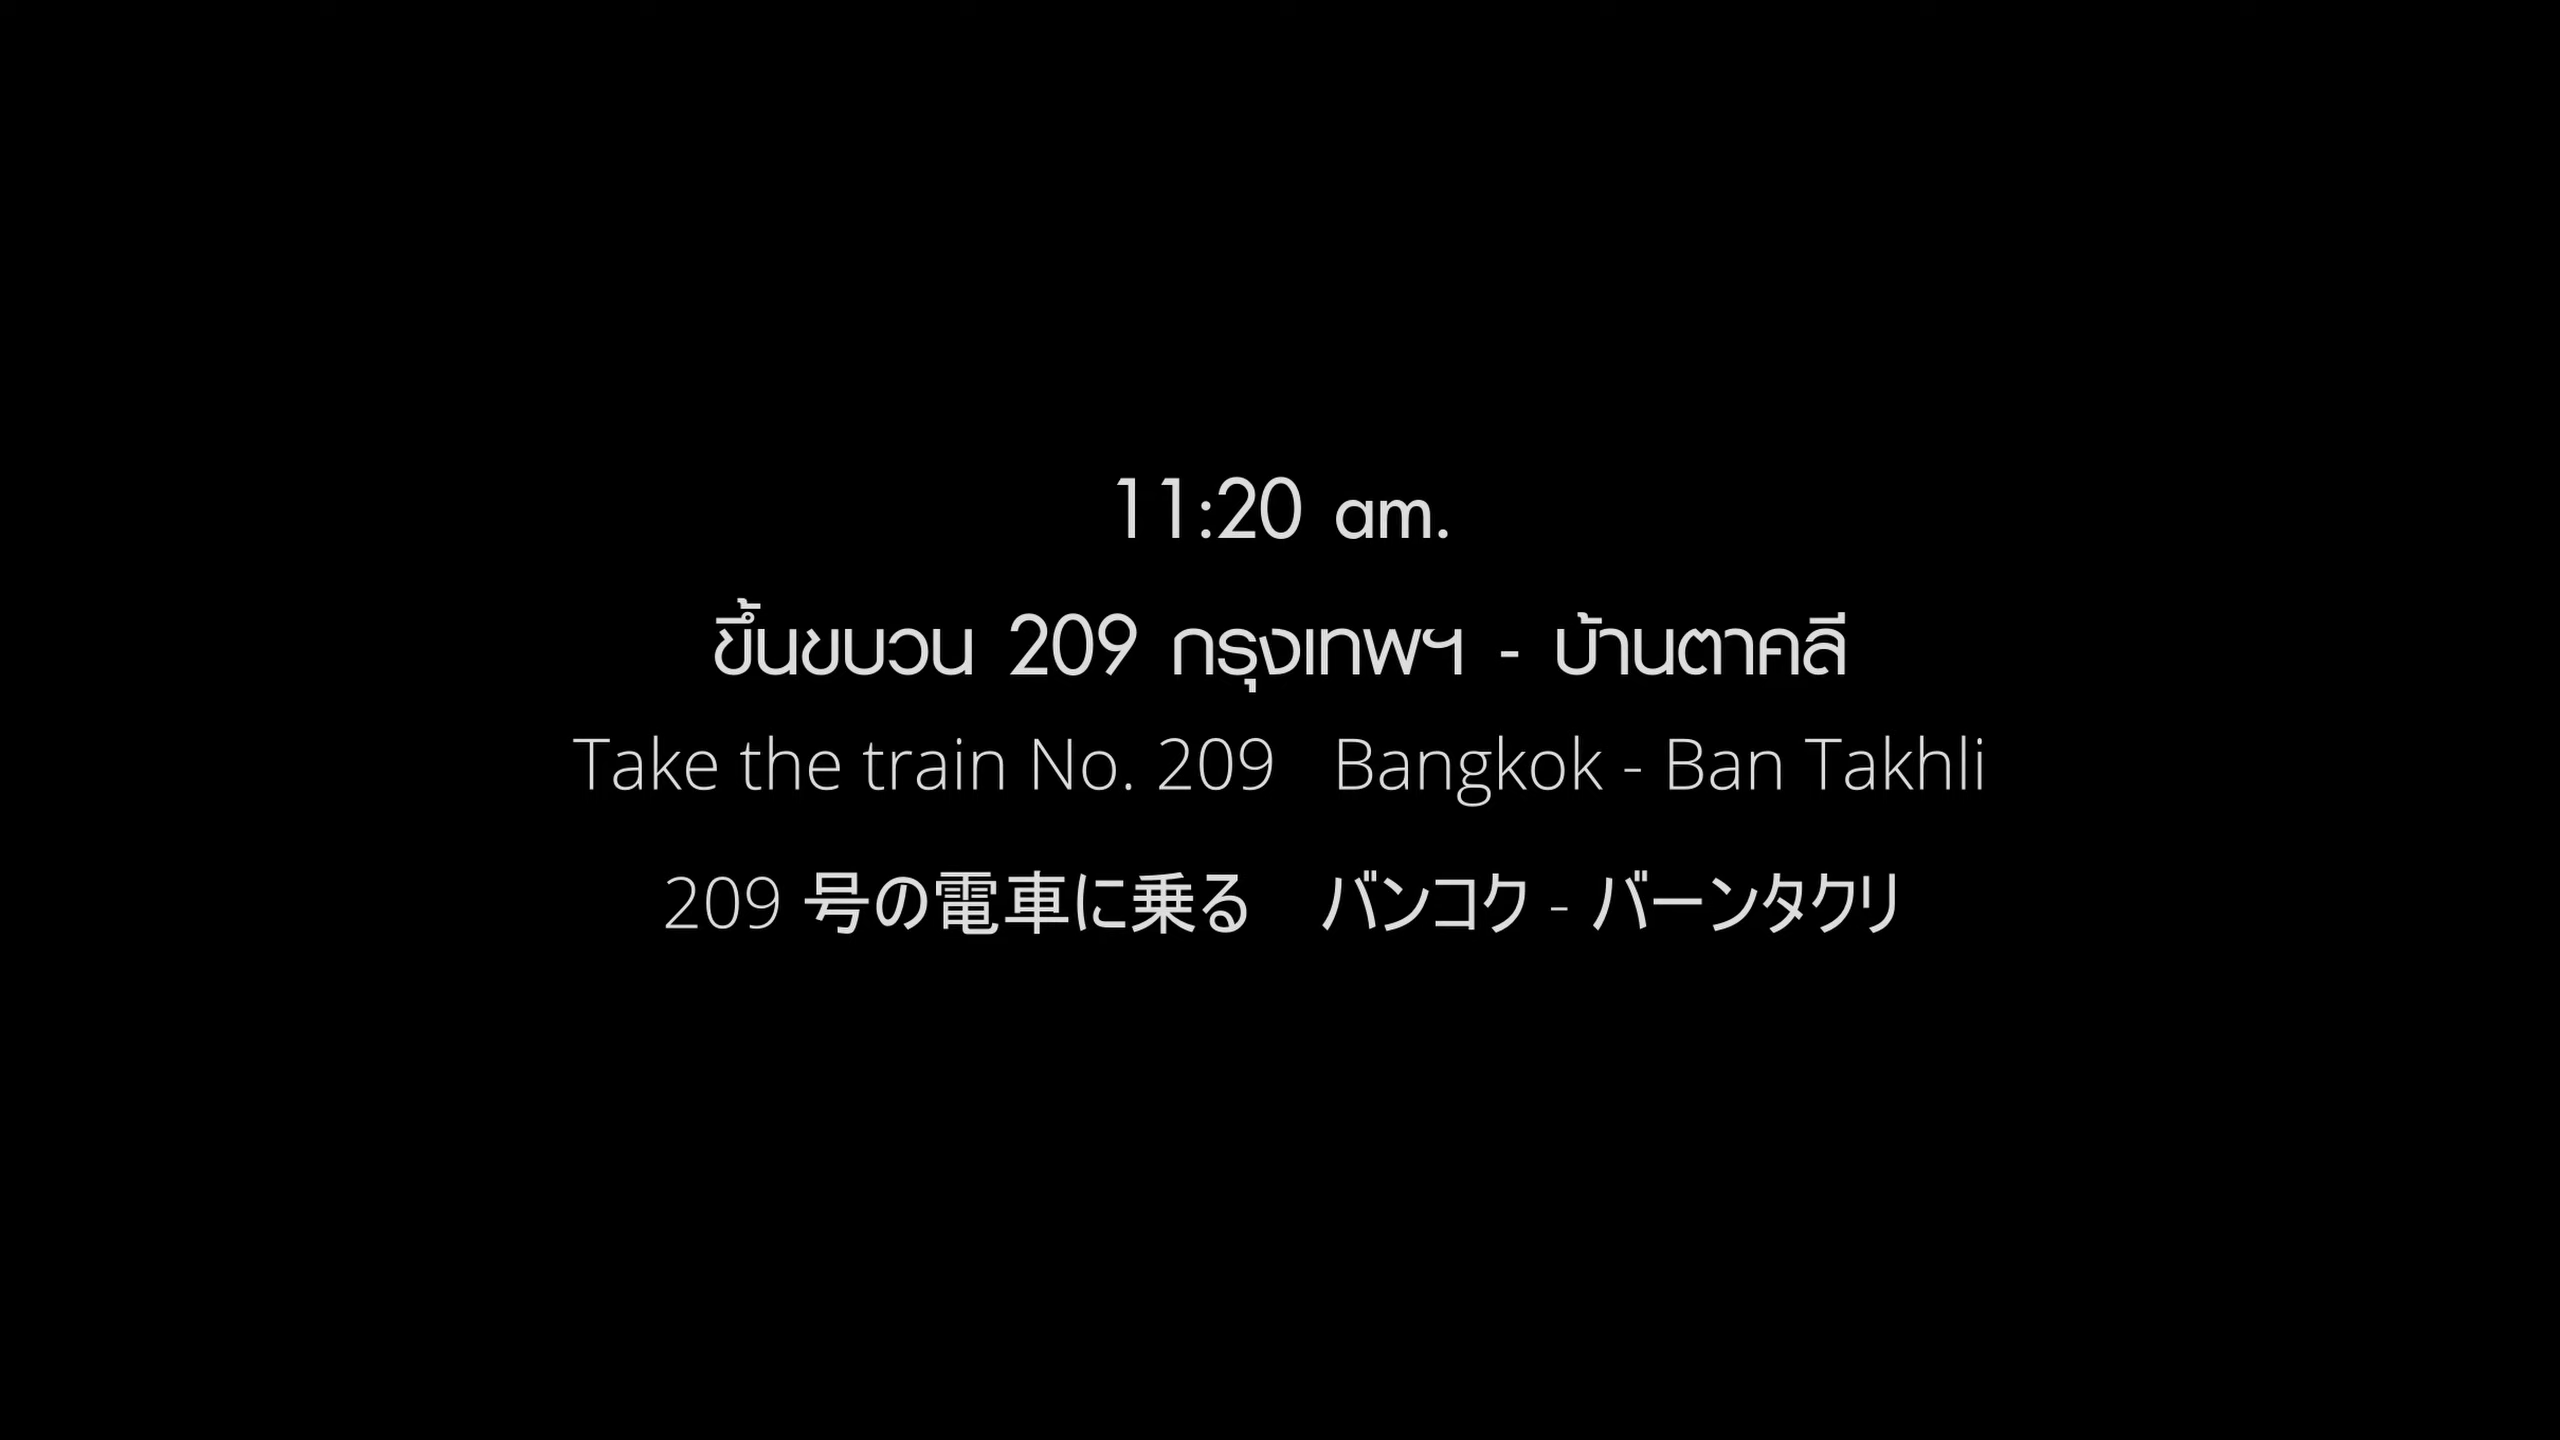 11:20 am.
ขึ้นขบวน 209 กรุงเทพฯ - บ้านตาคลี
Take the train No. 209 Bangkok - Ban Takhli
209 号の電車に乗る バンコク - バーンタクリ